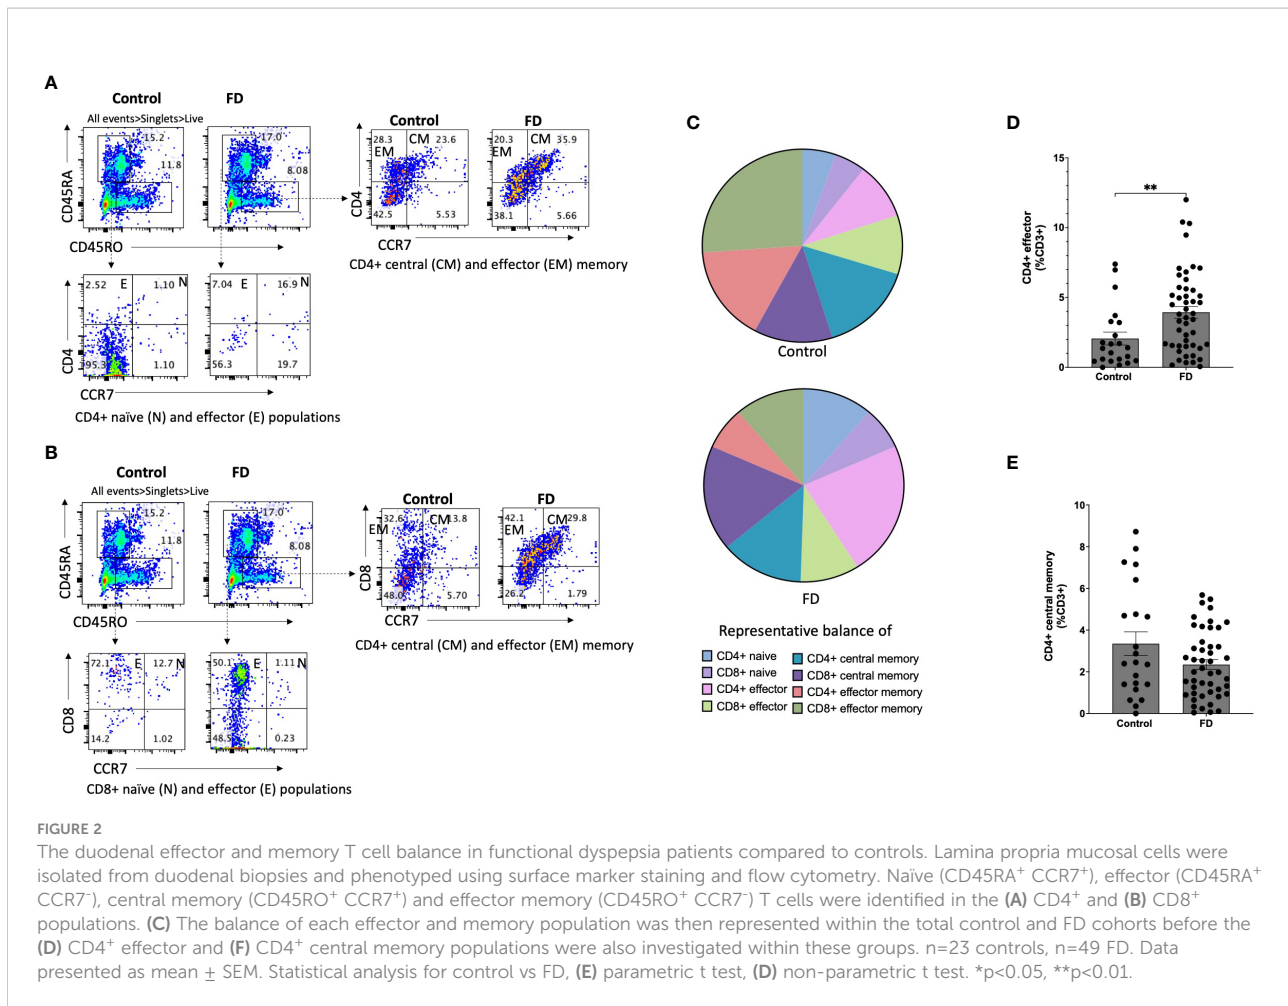 A
Control FD
All events>Singlets>Live
15.2
17.0
11.8
8.08
CD45RA
CD45RO
28.3 CM 23.6
EM
42.5 5.53
CD4
CCR7
Control FD
20.3 CM 35.9
EM
38.1 5.66
CD4+ central (CM) and effector (EM) memory
2.52 E 1.10 N
95.3 1.10
7.04 E 16.9 N
56.3 19.7
CD4
CCR7
CD4+ naïve (N) and effector (E) populations
B
Control FD
All events>Singlets>Live
15.2
17.0
11.8
8.08
CD45RA
CD45RO
Control FD
32.6 CM 13.8
EM
48.0 5.70
42.1 CM 29.8
EM
26.2 1.79
CD8
CCR7
CD4+ central (CM) and effector (EM) memory
72.1 E 12.7 N
14.2 1.02
50.1 E 1.11 N
48.5 0.23
CD8
CCR7
CD8+ naïve (N) and effector (E) populations
C
Control
FD
Representative balance of
CD4+ naive
CD8+ naive
CD4+ effector
CD8+ effector
CD4+ central memory
CD8+ central memory
CD4+ effector memory
CD8+ effector memory
D
CD4+ effector
(%CD3+)
15
10
5
0
**
Control FD
E
CD4+ central memory
(%CD3+)
10
8
6
4
2
0
Control FD
FIGURE 2
The duodenal effector and memory T cell balance in functional dyspepsia patients compared to controls. Lamina propria mucosal cells were
isolated from duodenal biopsies and phenotyped using surface marker staining and flow cytometry. Naïve (CD45RA⁺ CCR7⁺), effector (CD45RA⁺
CCR7⁻), central memory (CD45RO⁺ CCR7⁺) and effector memory (CD45RO⁺ CCR7⁻) T cells were identified in the (A) CD4⁺ and (B) CD8⁺
populations. (C) The balance of each effector and memory population was then represented within the total control and FD cohorts before the
(D) CD4⁺ effector and (F) CD4⁺ central memory populations were also investigated within these groups. n=23 controls, n=49 FD. Data
presented as mean ± SEM. Statistical analysis for control vs FD, (E) parametric t test, (D) non-parametric t test. *p<0.05, **p<0.01.